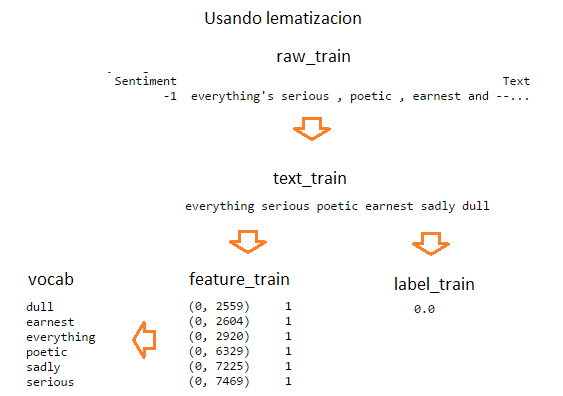 Usando lematizacion
raw_train
Sentiment Text
-1 everything's serious , poetic , earnest and --...
text_train
everything serious poetic earnest sadly dull
vocab feature_train label_train
dull (0, 2559) 1 0.0
earnest (0, 2604) 1
everything (0, 2920) 1
poetic (0, 6329) 1
sadly (0, 7225) 1
serious (0, 7469) 1